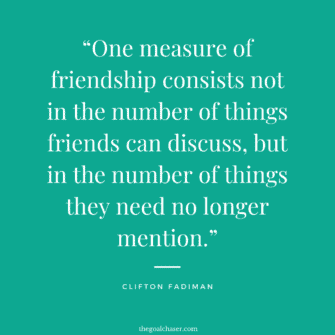 “One measure of
friendship consists not
in the number of things
friends can discuss, but
in the number of things
they need no longer
mention.”
CLIFTON FADIMAN
thegoalchaser.com